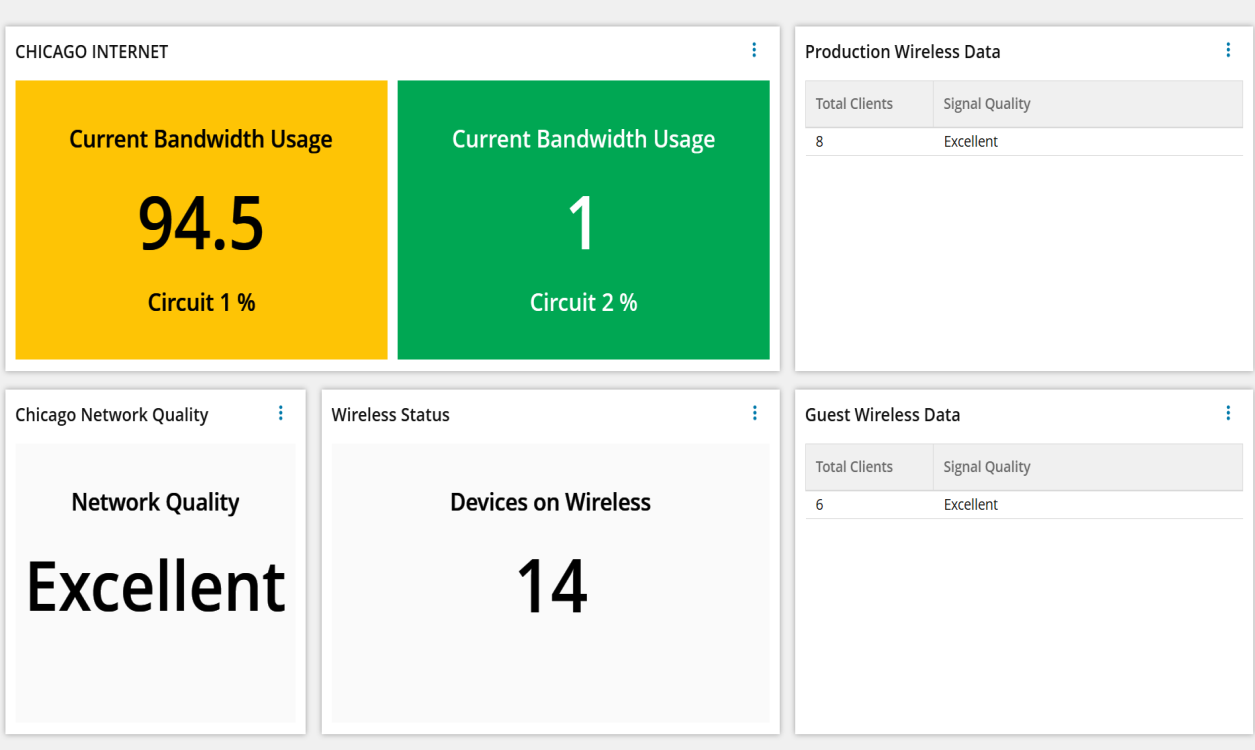 CHICAGO INTERNET
Current Bandwidth Usage
94.5
Circuit 1 %
Current Bandwidth Usage
1
Circuit 2 %
Production Wireless Data
Total Clients Signal Quality
8 Excellent
Chicago Network Quality
Network Quality
Excellent
Wireless Status
Devices on Wireless
14
Guest Wireless Data
Total Clients Signal Quality
6 Excellent